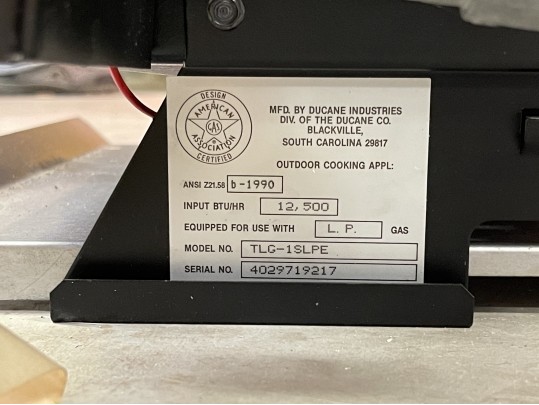 DESIGN
AMERICAN
GAS
ASSOCIATION
CERTIFIED
MFD. BY DUCANE INDUSTRIES
DIV. OF THE DUCANE CO.
BLACKVILLE,
SOUTH CAROLINA 29817
OUTDOOR COOKING APPL:
ANSI Z21.58 b-1990
INPUT BTU/HR 12,500
EQUIPPED FOR USE WITH L. P. GAS
MODEL NO. TLG-1SLPE
SERIAL NO. 4029719217